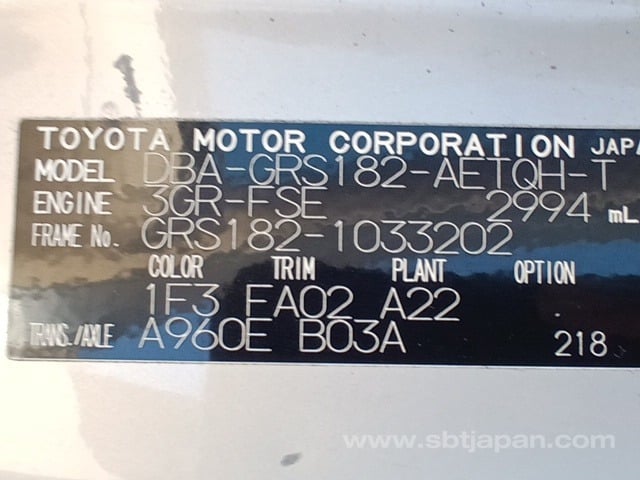 TOYOTA MOTOR CORPORATION JAPA
MODEL DBA-GRS182-AETQH-T
ENGINE 3GR-FSE 2994 mL
FRAME No. GRS182-1033202
COLOR TRIM PLANT OPTION
1F3 FA02 A22
TRANS./AXLE A960E B03A 218
www.sbtjapan.com